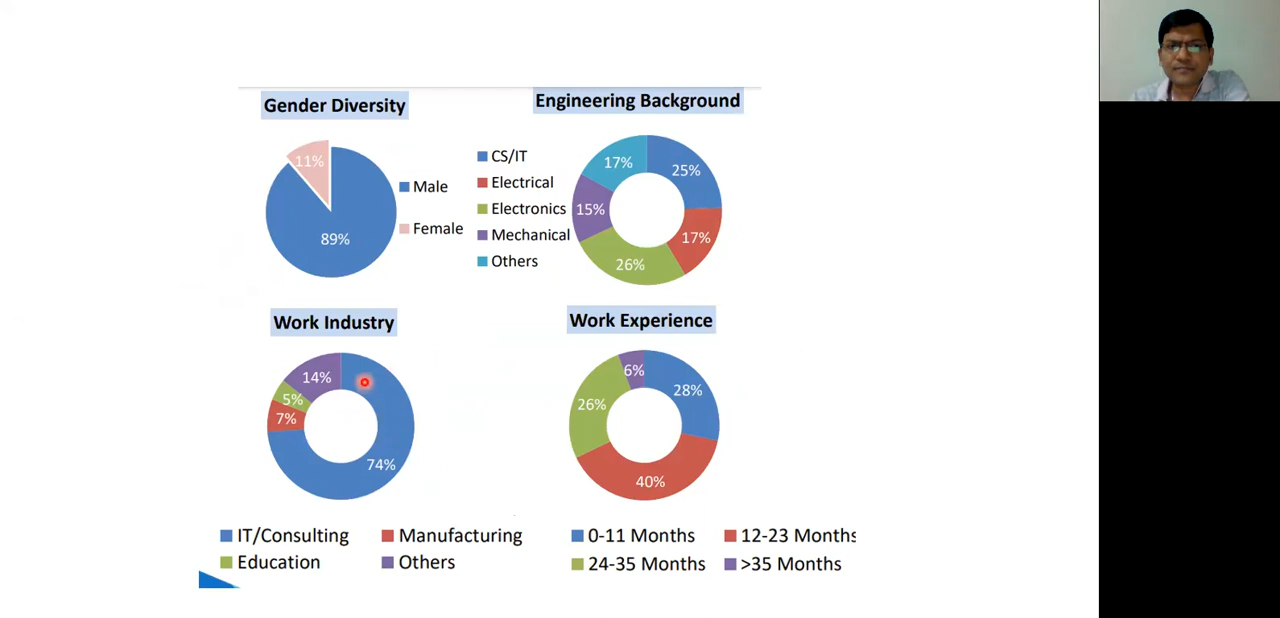 Gender Diversity
11%
89%
Male
Female
Engineering Background
CS/IT
Electrical
Electronics
Mechanical
Others
17%
25%
15%
17%
26%
Work Industry
14%
5%
7%
74%
IT/Consulting
Manufacturing
Education
Others
Work Experience
6%
28%
26%
40%
0-11 Months
12-23 Months
24-35 Months
>35 Months